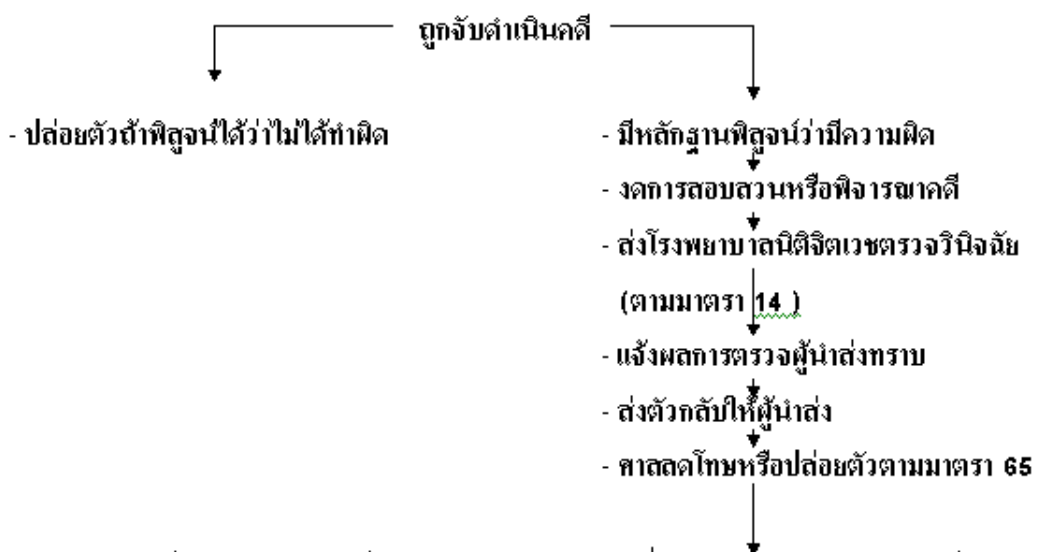 ถูกจับดำเนินคดี
- ปล่อยตัวถ้าพิสูจน์ได้ว่าไม่ได้ทำผิด
- มีหลักฐานพิสูจน์ว่ามีความผิด
- งดการสอบสวนหรือพิจารณาคดี
- ส่งโรงพยาบาลนิติจิตเวชตรวจวินิจฉัย
(ตามมาตรา 14 )
- แจ้งผลการตรวจผู้นำส่งทราบ
- ส่งตัวกลับให้ผู้นำส่ง
- ศาลลดโทษหรือปล่อยตัวตามมาตรา 65